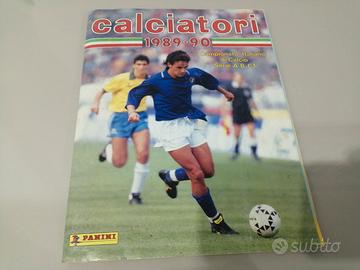 calciatori
1989-90
Campionato Italiano
di Calcio
Serie A, B, C1
PANINI
subito